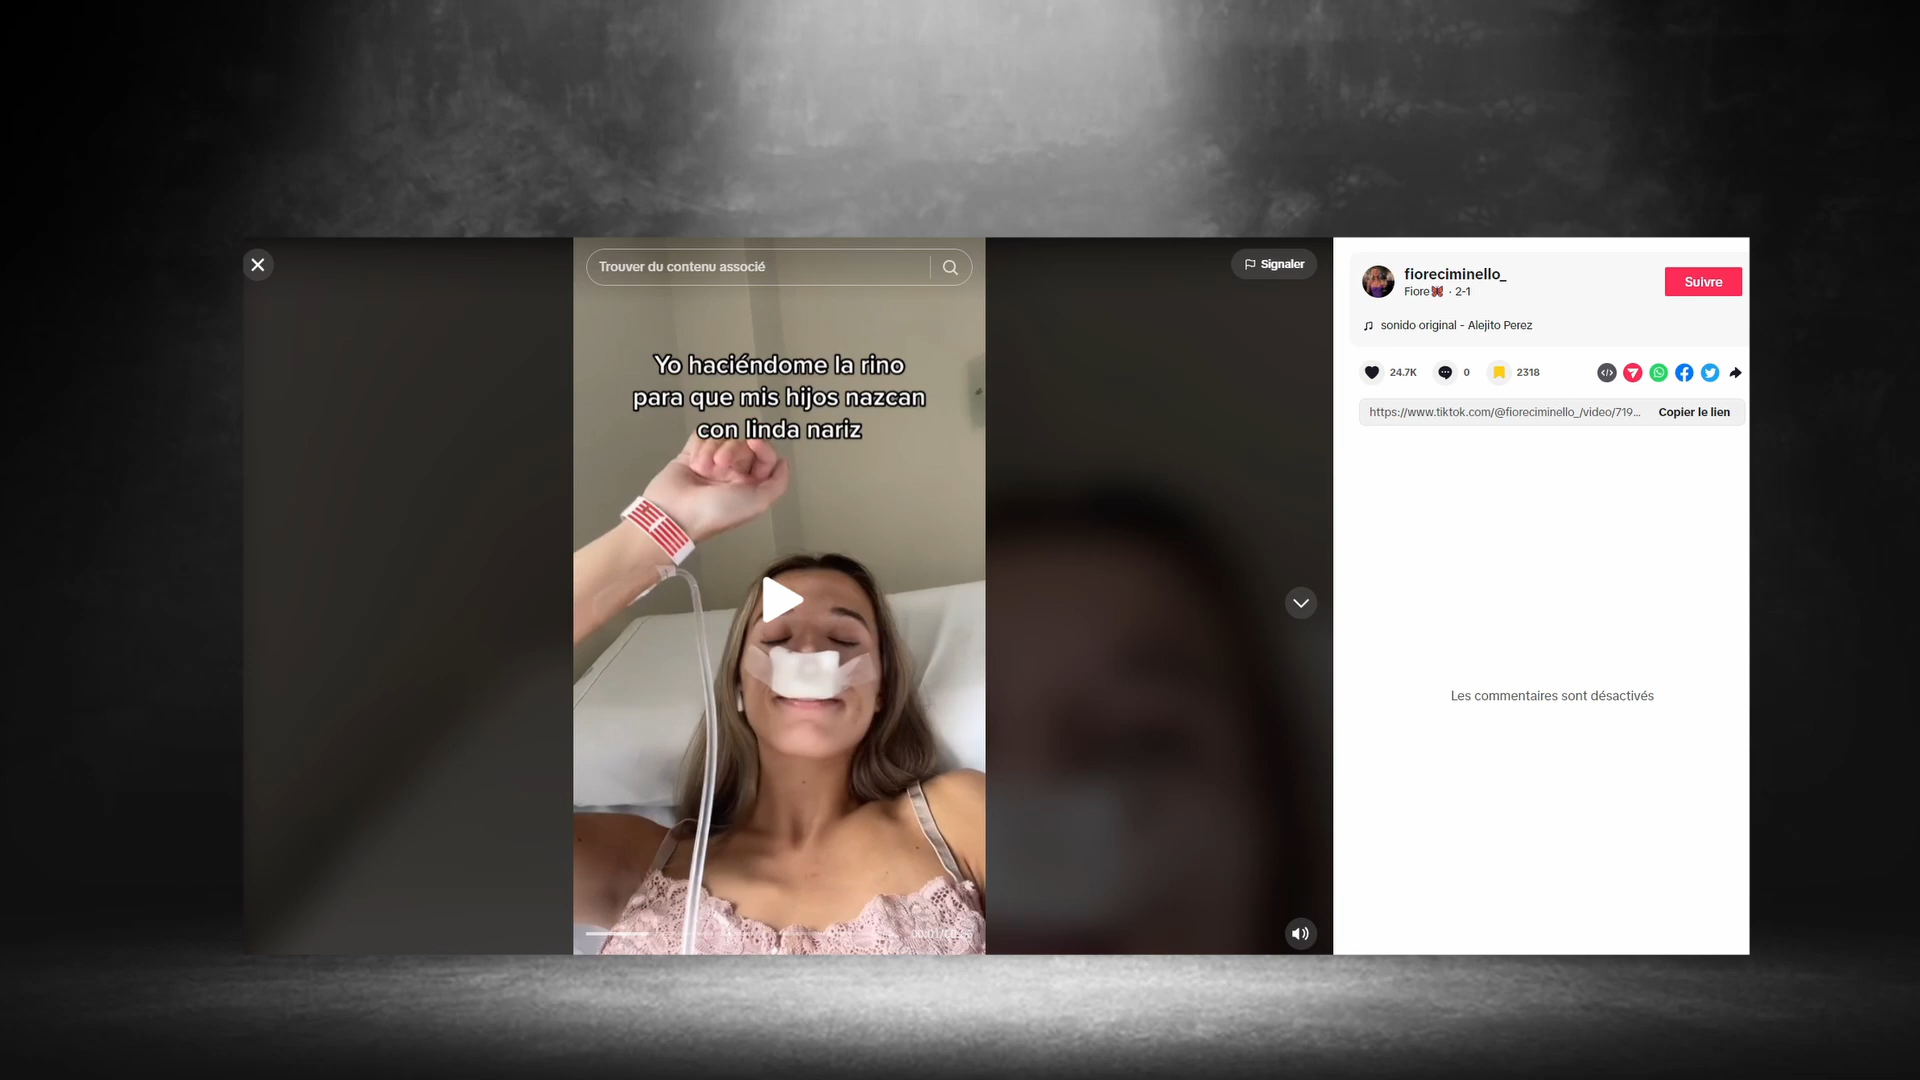 Trouver du contenu associé
Signaler
Yo haciéndome la rino
para que mis hijos nazcan
con linda nariz
fioreciminello_
Fiore · 2-1
Suivre
sonido original - Alejito Perez
24.7K
0
2318
https://www.tiktok.com/@fioreciminello_/video/719...
Copier le lien
Les commentaires sont désactivés